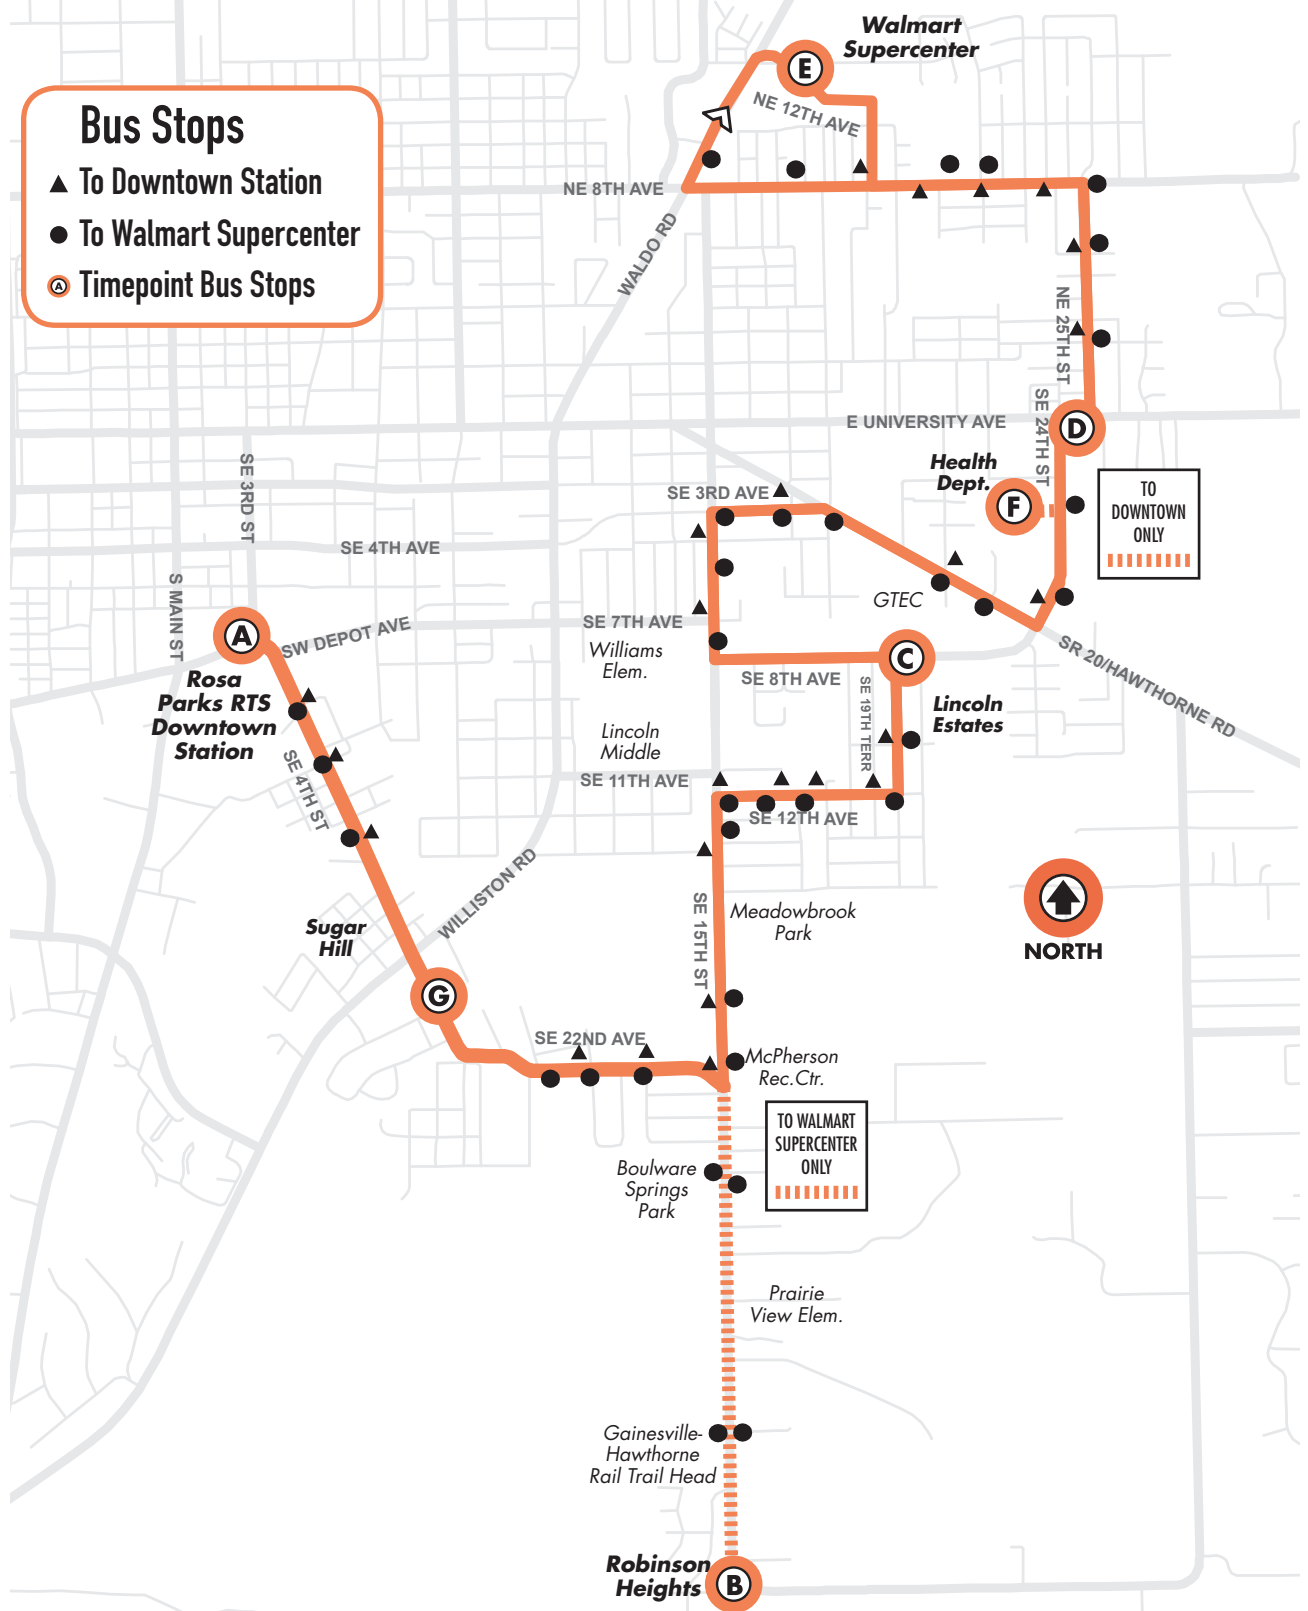 Walmart
Supercenter
E
Bus Stops
To Downtown Station
To Walmart Supercenter
A Timepoint Bus Stops
NE 12TH AVE
NE 8TH AVE
WALDO RD
NE 25TH ST
SE 24TH ST
E UNIVERSITY AVE
D
Health
Dept.
F
TO
DOWNTOWN
ONLY
SE 3RD ST
SE 3RD AVE
SE 4TH AVE
S MAIN ST
A
SW DEPOT AVE
SE 7TH AVE
GTEC
Williams
Elem.
C
SE 8TH AVE
SE 19TH TERR
SR 20/HAWTHORNE RD
Rosa
Parks RTS
Downtown
Station
Lincoln
Estates
Lincoln
Middle
SE 4TH ST
SE 11TH AVE
SE 12TH AVE
WILLISTON RD
Sugar
Hill
SE 15TH ST
Meadowbrook
Park
NORTH
G
SE 22ND AVE
McPherson
Rec.Ctr.
TO WALMART
SUPERCENTER
ONLY
Boulware
Springs
Park
Prairie
View Elem.
Gainesville-
Hawthorne
Rail Trail Head
Robinson
Heights
B